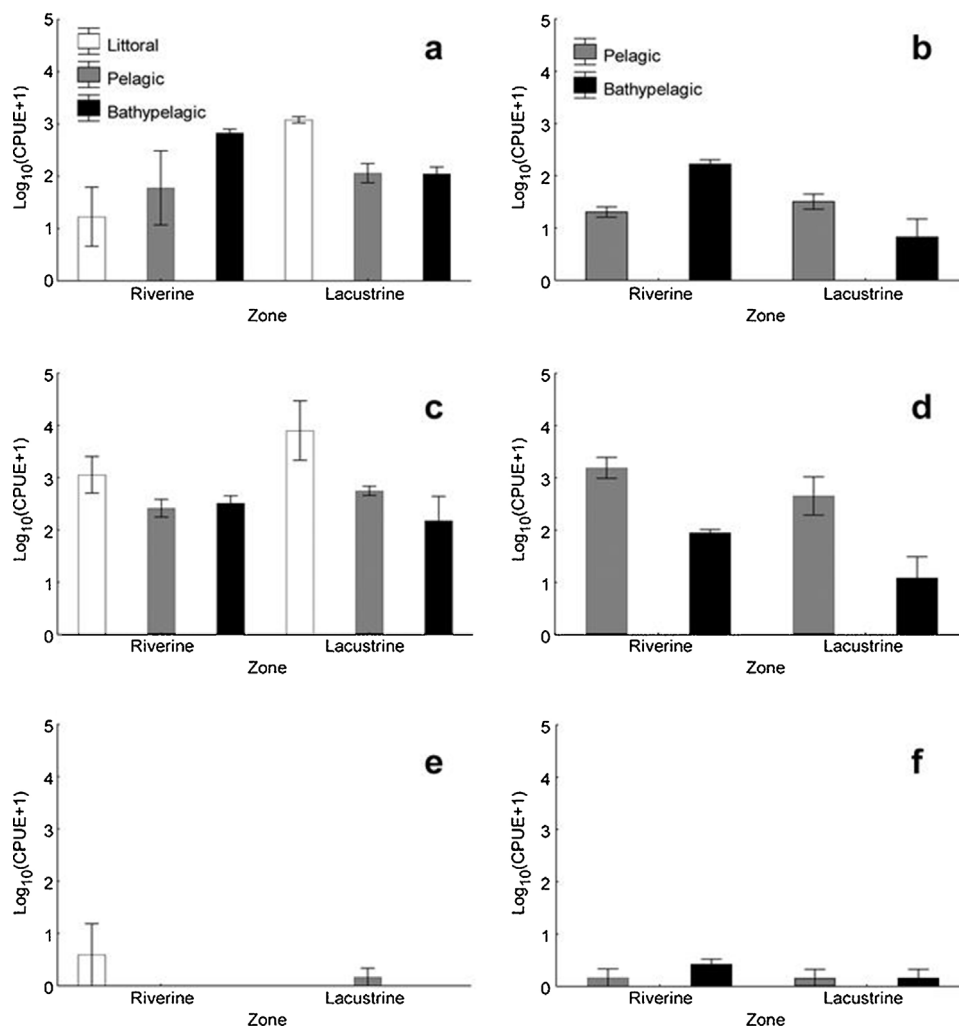 a
Littoral
Pelagic
Bathypelagic
Log10(CPUE+1)
5
4
3
2
1
0
Riverine Lacustrine
Zone
b
Pelagic
Bathypelagic
Log10(CPUE+1)
5
4
3
2
1
0
Riverine Lacustrine
Zone
c
Log10(CPUE+1)
5
4
3
2
1
0
Riverine Lacustrine
Zone
d
Log10(CPUE+1)
5
4
3
2
1
0
Riverine Lacustrine
Zone
e
Log10(CPUE+1)
5
4
3
2
1
0
Riverine Lacustrine
Zone
f
Log10(CPUE+1)
5
4
3
2
1
0
Riverine Lacustrine
Zone